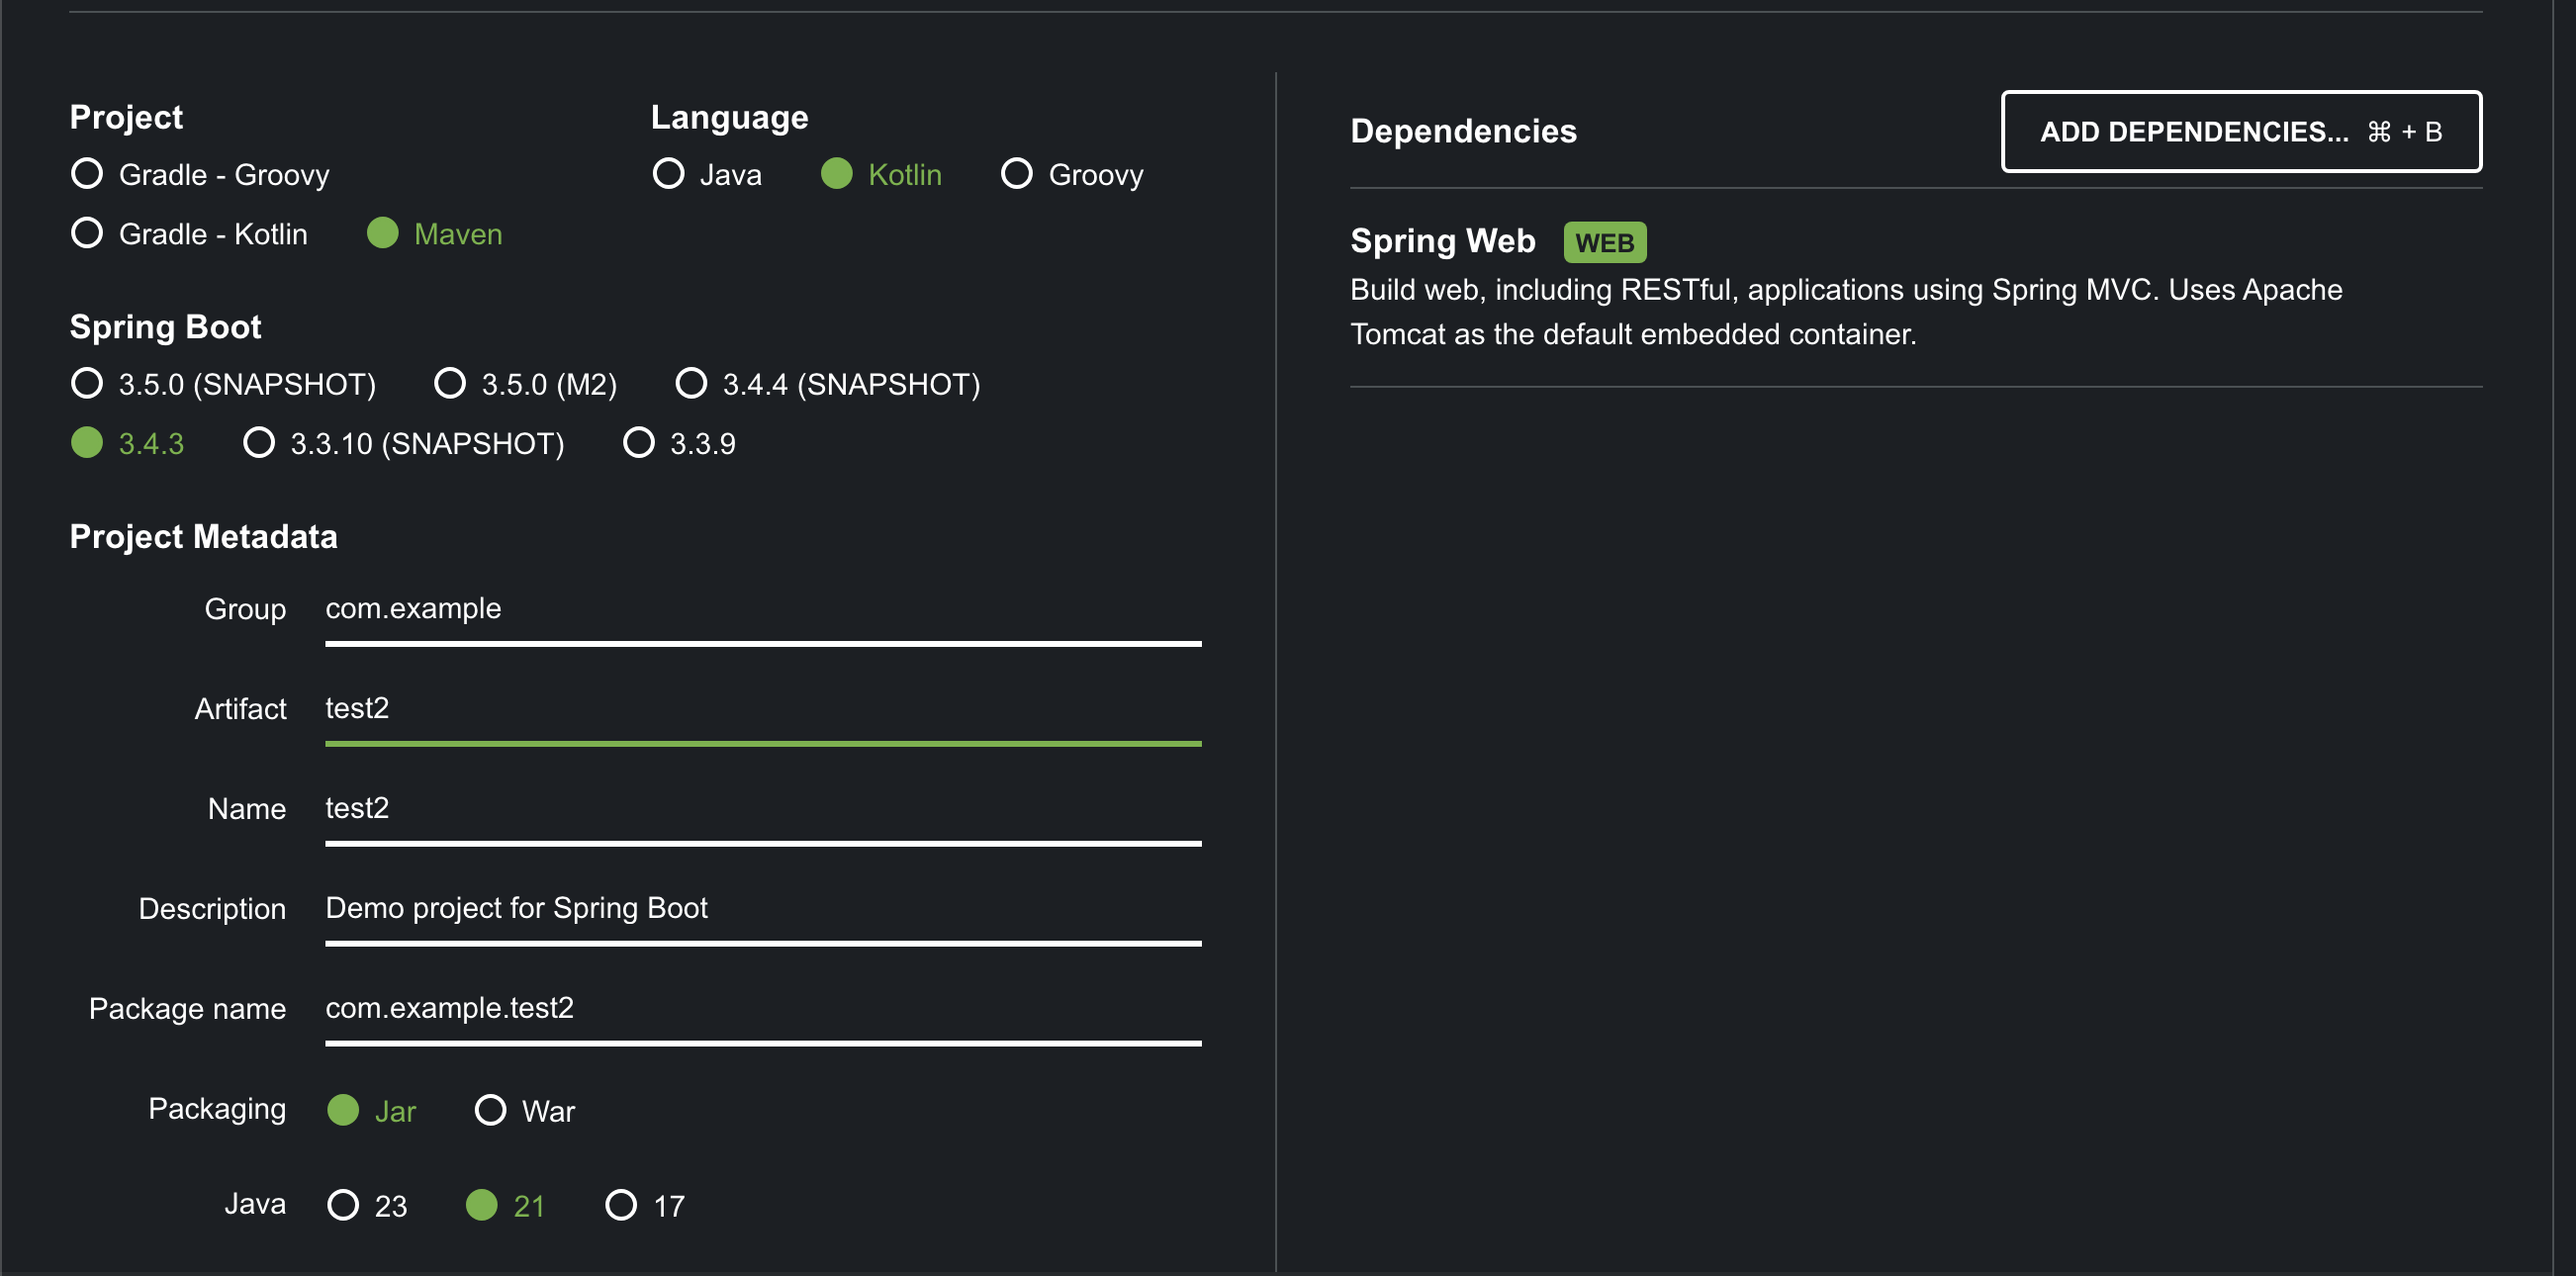 Project
Gradle - Groovy
Gradle - Kotlin Maven
Language
Java Kotlin Groovy
Spring Boot
3.5.0 (SNAPSHOT) 3.5.0 (M2) 3.4.4 (SNAPSHOT)
3.4.3 3.3.10 (SNAPSHOT) 3.3.9
Project Metadata
Group com.example
Artifact test2
Name test2
Description Demo project for Spring Boot
Package name com.example.test2
Packaging Jar War
Java 23 21 17
Dependencies ADD DEPENDENCIES... ⌘ + B
Spring Web WEB
Build web, including RESTful, applications using Spring MVC. Uses Apache
Tomcat as the default embedded container.